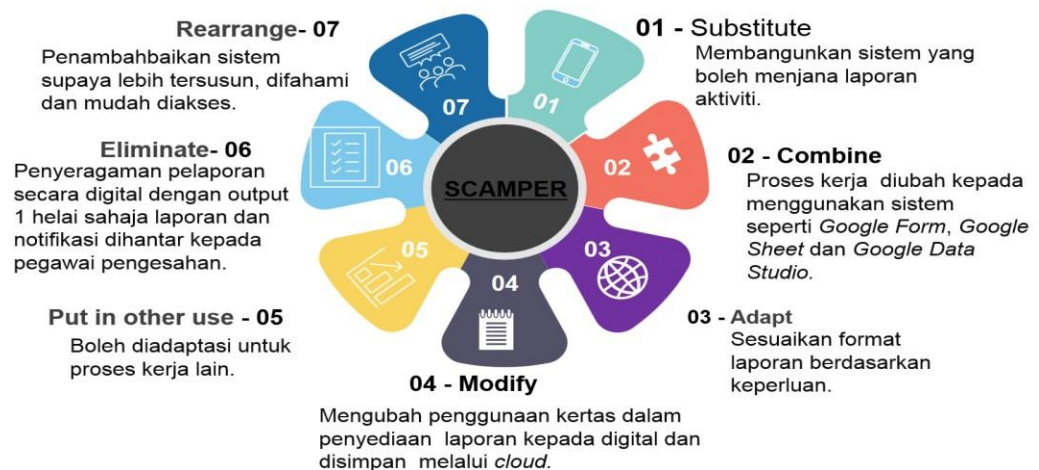 01 - Substitute
Membangunkan sistem yang
boleh menjana laporan
aktiviti.
02 - Combine
Proses kerja diubah kepada
menggunakan sistem
seperti Google Form, Google
Sheet dan Google Data
Studio.
03 - Adapt
Sesuaikan format
laporan berdasarkan
keperluan.
04 - Modify
Mengubah penggunaan kertas dalam
penyediaan laporan kepada digital dan
disimpan melalui cloud.
Put in other use - 05
Boleh diadaptasi untuk
proses kerja lain.
Eliminate- 06
Penyeragaman pelaporan
secara digital dengan output
1 helai sahaja laporan dan
notifikasi dihantar kepada
pegawai pengesahan.
Rearrange- 07
Penambahbaikan sistem
supaya lebih tersusun, difahami
dan mudah diakses.
SCAMPER
01
02
03
04
05
06
07